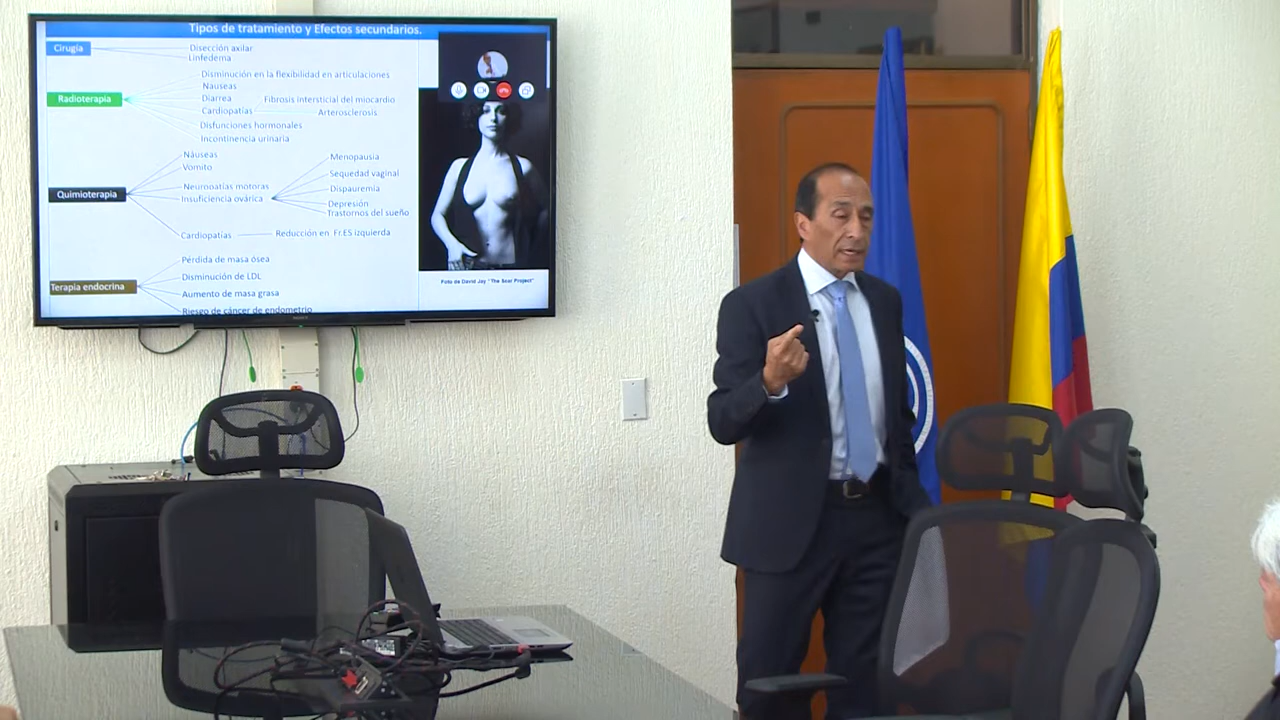 Tipos de tratamiento y Efectos secundarios.
Cirugía
Disección axilar
Linfedema
Radioterapia
Disminución en la flexibilidad en articulaciones
Nauseas
Diarrea
Fibrosis intersticial del miocardio
Cardiopatías
Arterosclerosis
Disfunciones hormonales
Incontinencia urinaria
Quimioterapia
Náuseas
Vomito
Neuropatías motoras
Insuficiencia ovárica
Menopausia
Sequedad vaginal
Dispauremia
Depresión
Trastornos del sueño
Cardiopatías
Reducción en Fr.ES izquierda
Terapia endocrina
Pérdida de masa ósea
Disminución de LDL
Aumento de masa grasa
Riesgo de cáncer de endometrio
Foto de David Jay "The Scar Project"